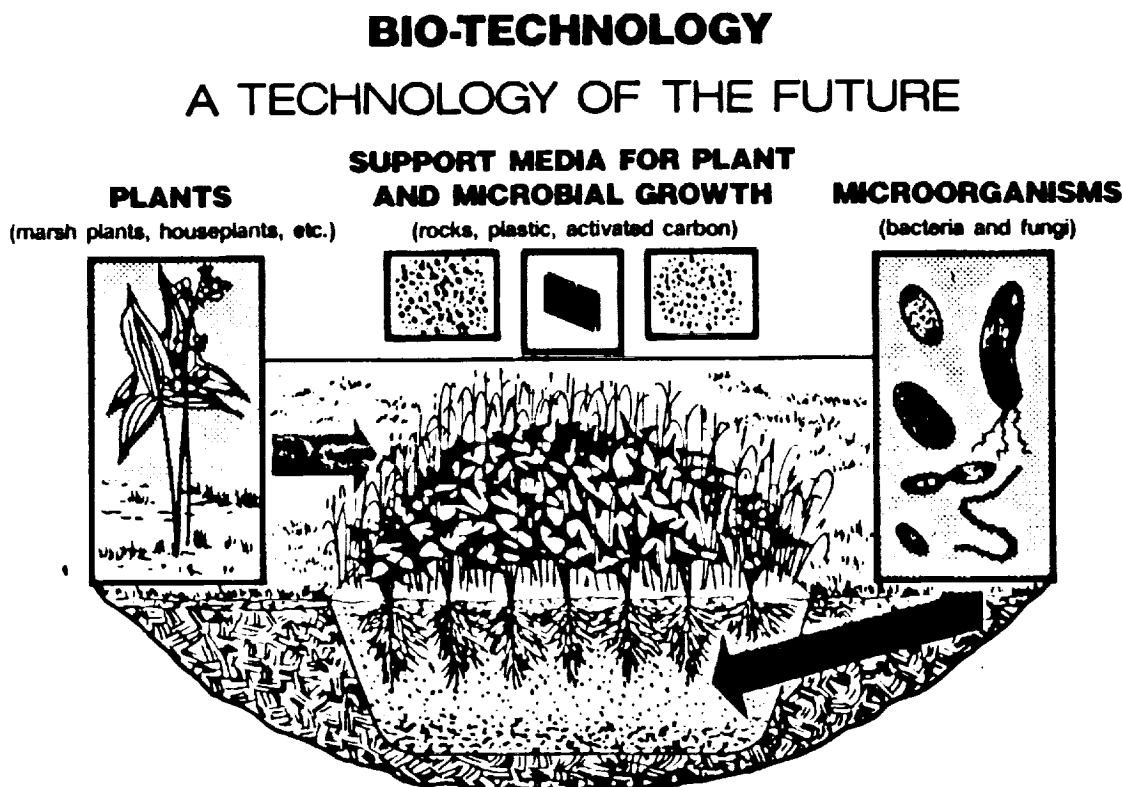 BIO-TECHNOLOGY
A TECHNOLOGY OF THE FUTURE
SUPPORT MEDIA FOR PLANT
AND MICROBIAL GROWTH
(rocks, plastic, activated carbon)
PLANTS
(marsh plants, houseplants, etc.)
MICROORGANISMS
(bacteria and fungi)